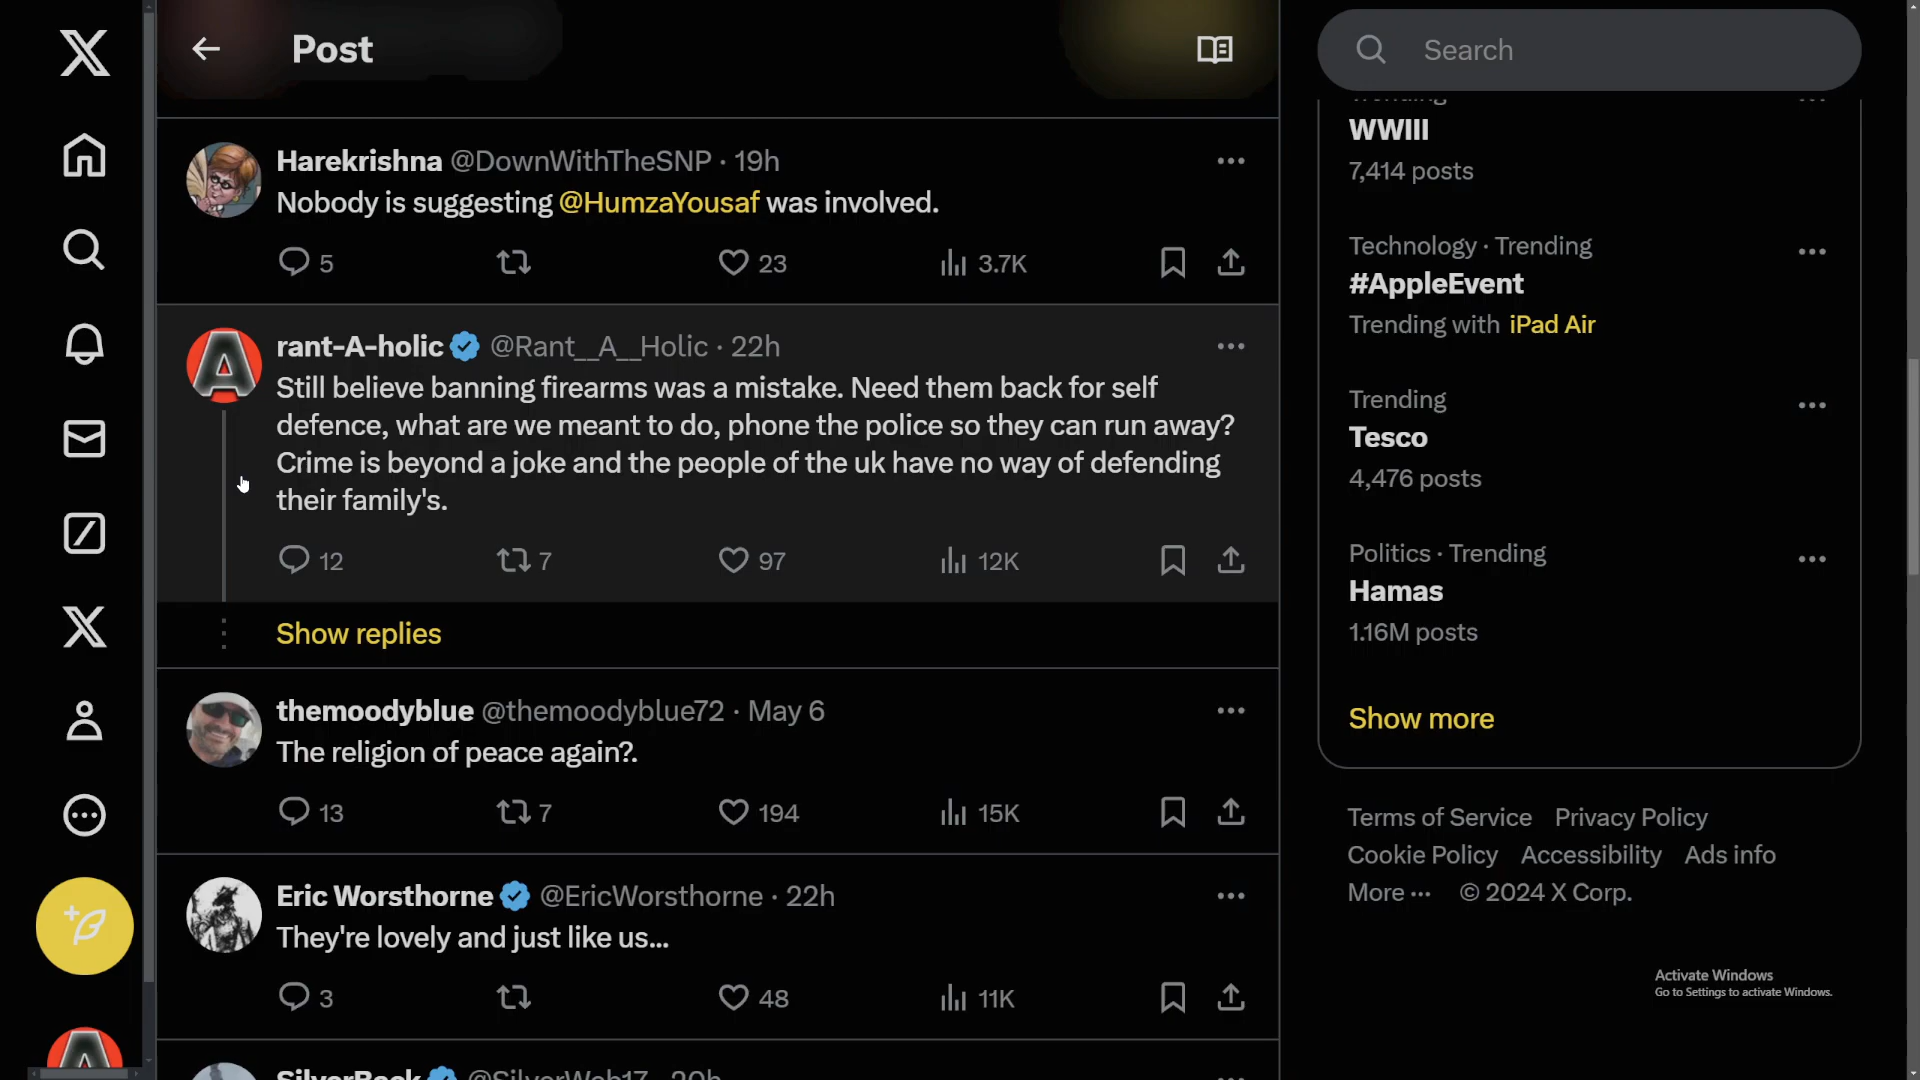 Post
Search
Harekrishna @DownWithTheSNP · 19h
Nobody is suggesting @HumzaYousaf was involved.
5 23 3.7K
rant-A-holic @Rant__A__Holic · 22h
Still believe banning firearms was a mistake. Need them back for self
defence, what are we meant to do, phone the police so they can run away?
Crime is beyond a joke and the people of the uk have no way of defending
their family's.
12 7 97 12K
Show replies
themoodyblue @themoodyblue72 · May 6
The religion of peace again?.
13 7 194 15K
Eric Worsthorne @EricWorsthorne · 22h
They're lovely and just like us...
3 48 11K
SilverBack
20h
Trending
WWIII
7,414 posts
Technology · Trending
#AppleEvent
Trending with iPad Air
Trending
Tesco
4,476 posts
Politics · Trending
Hamas
1.16M posts
Show more
Terms of Service Privacy Policy
Cookie Policy Accessibility Ads info
More ··· © 2024 X Corp.
Activate Windows
Go to Settings to activate Windows.